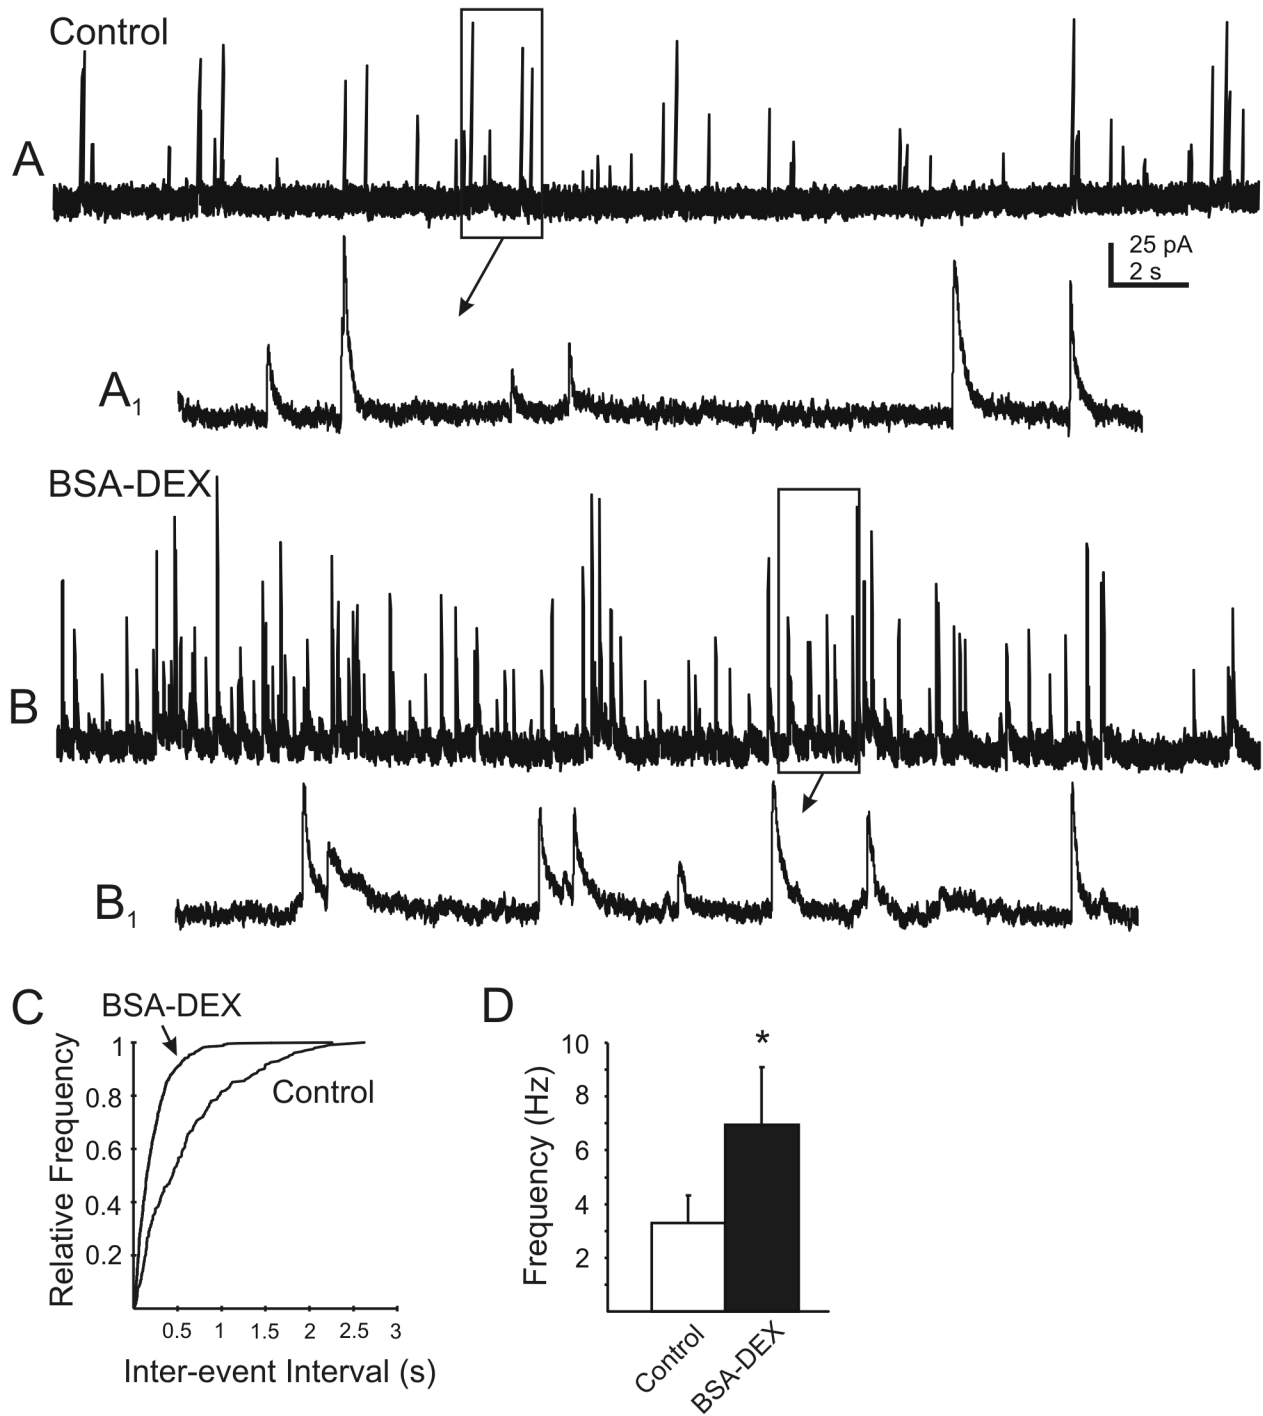 Control
A
25 pA
2 s
A1
BSA-DEX
B
B1
C
BSA-DEX
Relative Frequency
1
0.8
0.6
0.4
0.2
Control
0.5 1 1.5 2 2.5 3
Inter-event Interval (s)
D
*
Frequency (Hz)
10
8
6
4
2
Control
BSA-DEX